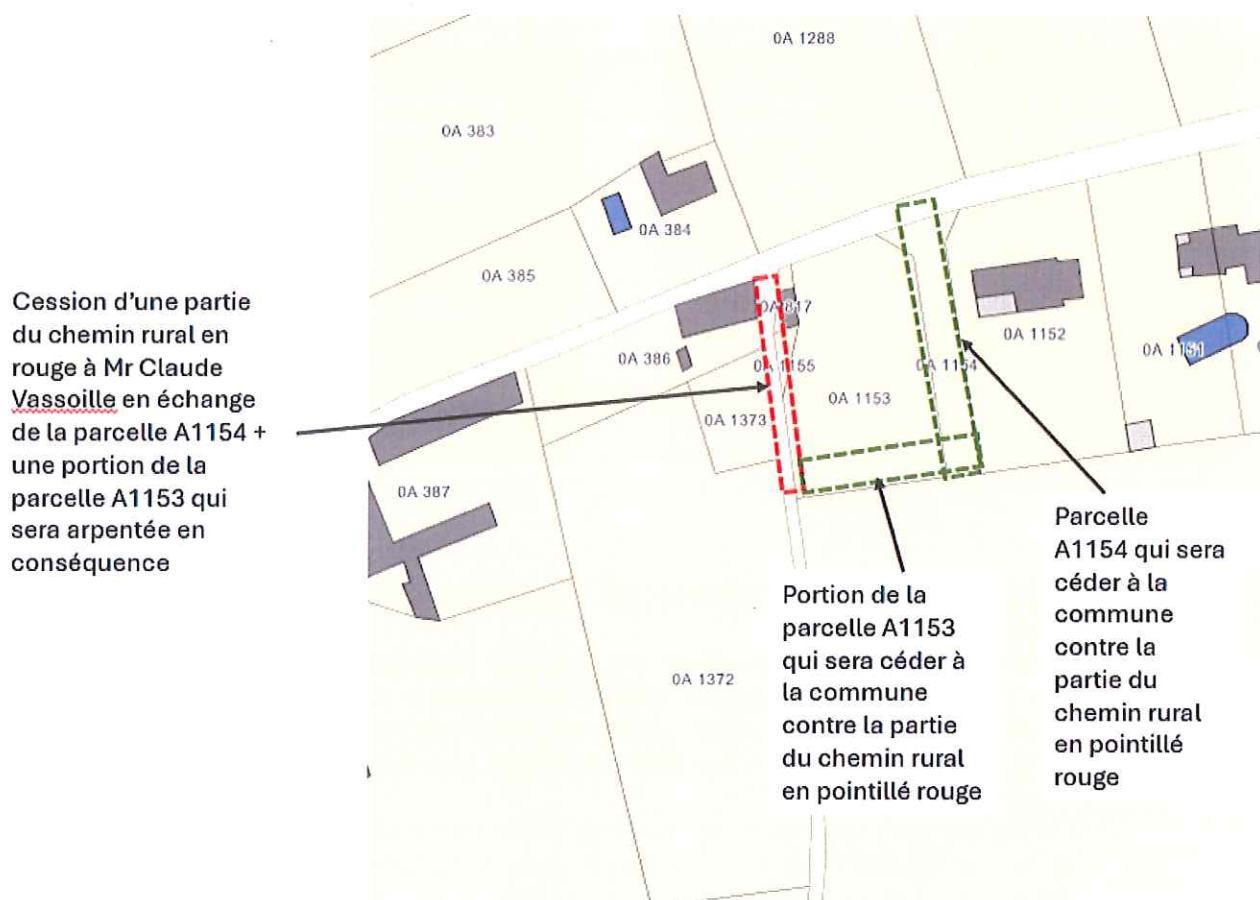 0A 1288
0A 383
0A 384
0A 385
0A 817
0A 386
0A 1155
0A 1154
0A 1152
0A 1151
0A 1153
0A 1373
0A 387
0A 1372
Cession d'une partie
du chemin rural en
rouge à Mr Claude
Vassoille en échange
de la parcelle A1154 +
une portion de la
parcelle A1153 qui
sera arpentée en
conséquence
Portion de la
parcelle A1153
qui sera céder à
la commune
contre la partie
du chemin rural
en pointillé rouge
Parcelle
A1154 qui sera
céder à la
commune
contre la
partie du
chemin rural
en pointillé
rouge